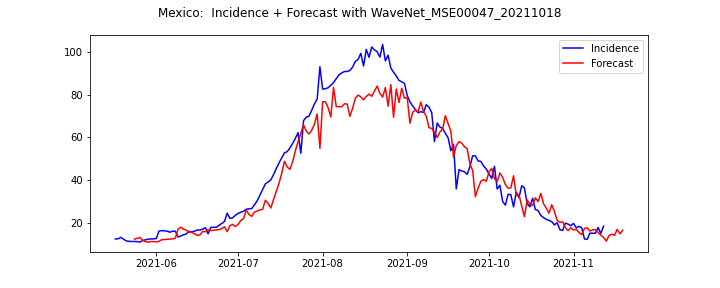 Mexico:  Incidence + Forecast with WaveNet_MSE00047_20211018
Incidence
Forecast
100
80
60
40
20
2021-06 2021-07 2021-08 2021-09 2021-10 2021-11